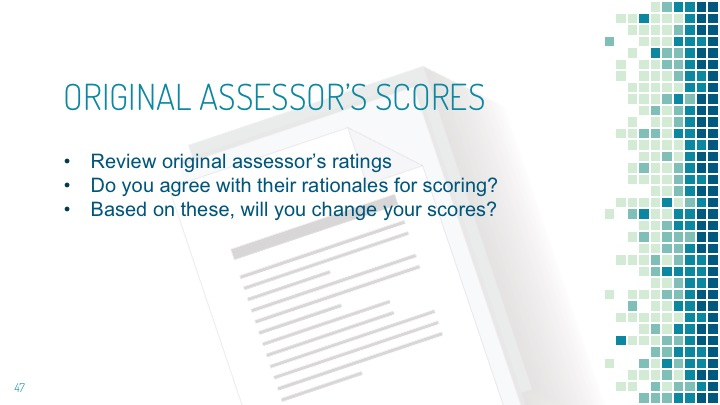 ORIGINAL ASSESSOR'S SCORES
• Review original assessor's ratings
• Do you agree with their rationales for scoring?
• Based on these, will you change your scores?
47